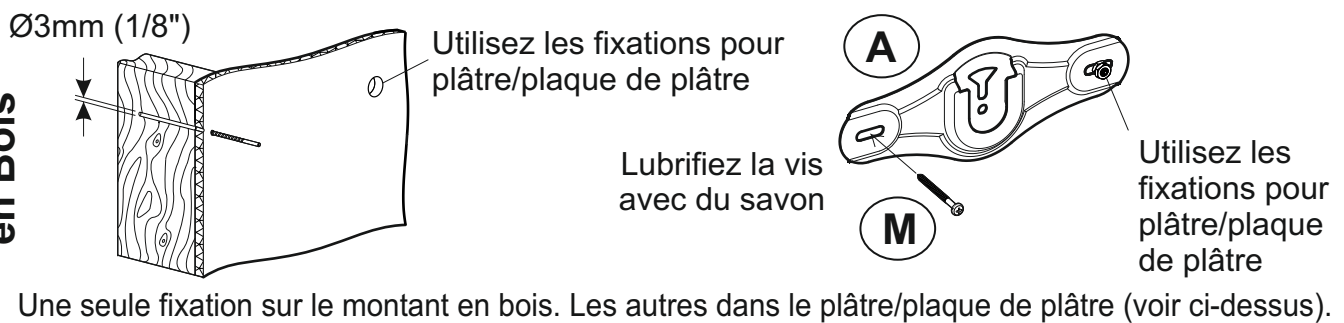 Ø3mm (1/8")
en Bois
Utilisez les fixations pour
plâtre/plaque de plâtre
A
Lubrifiez la vis
avec du savon
M
Utilisez les
fixations pour
plâtre/plaque
de plâtre
Une seule fixation sur le montant en bois. Les autres dans le plâtre/plaque de plâtre (voir ci-dessus).